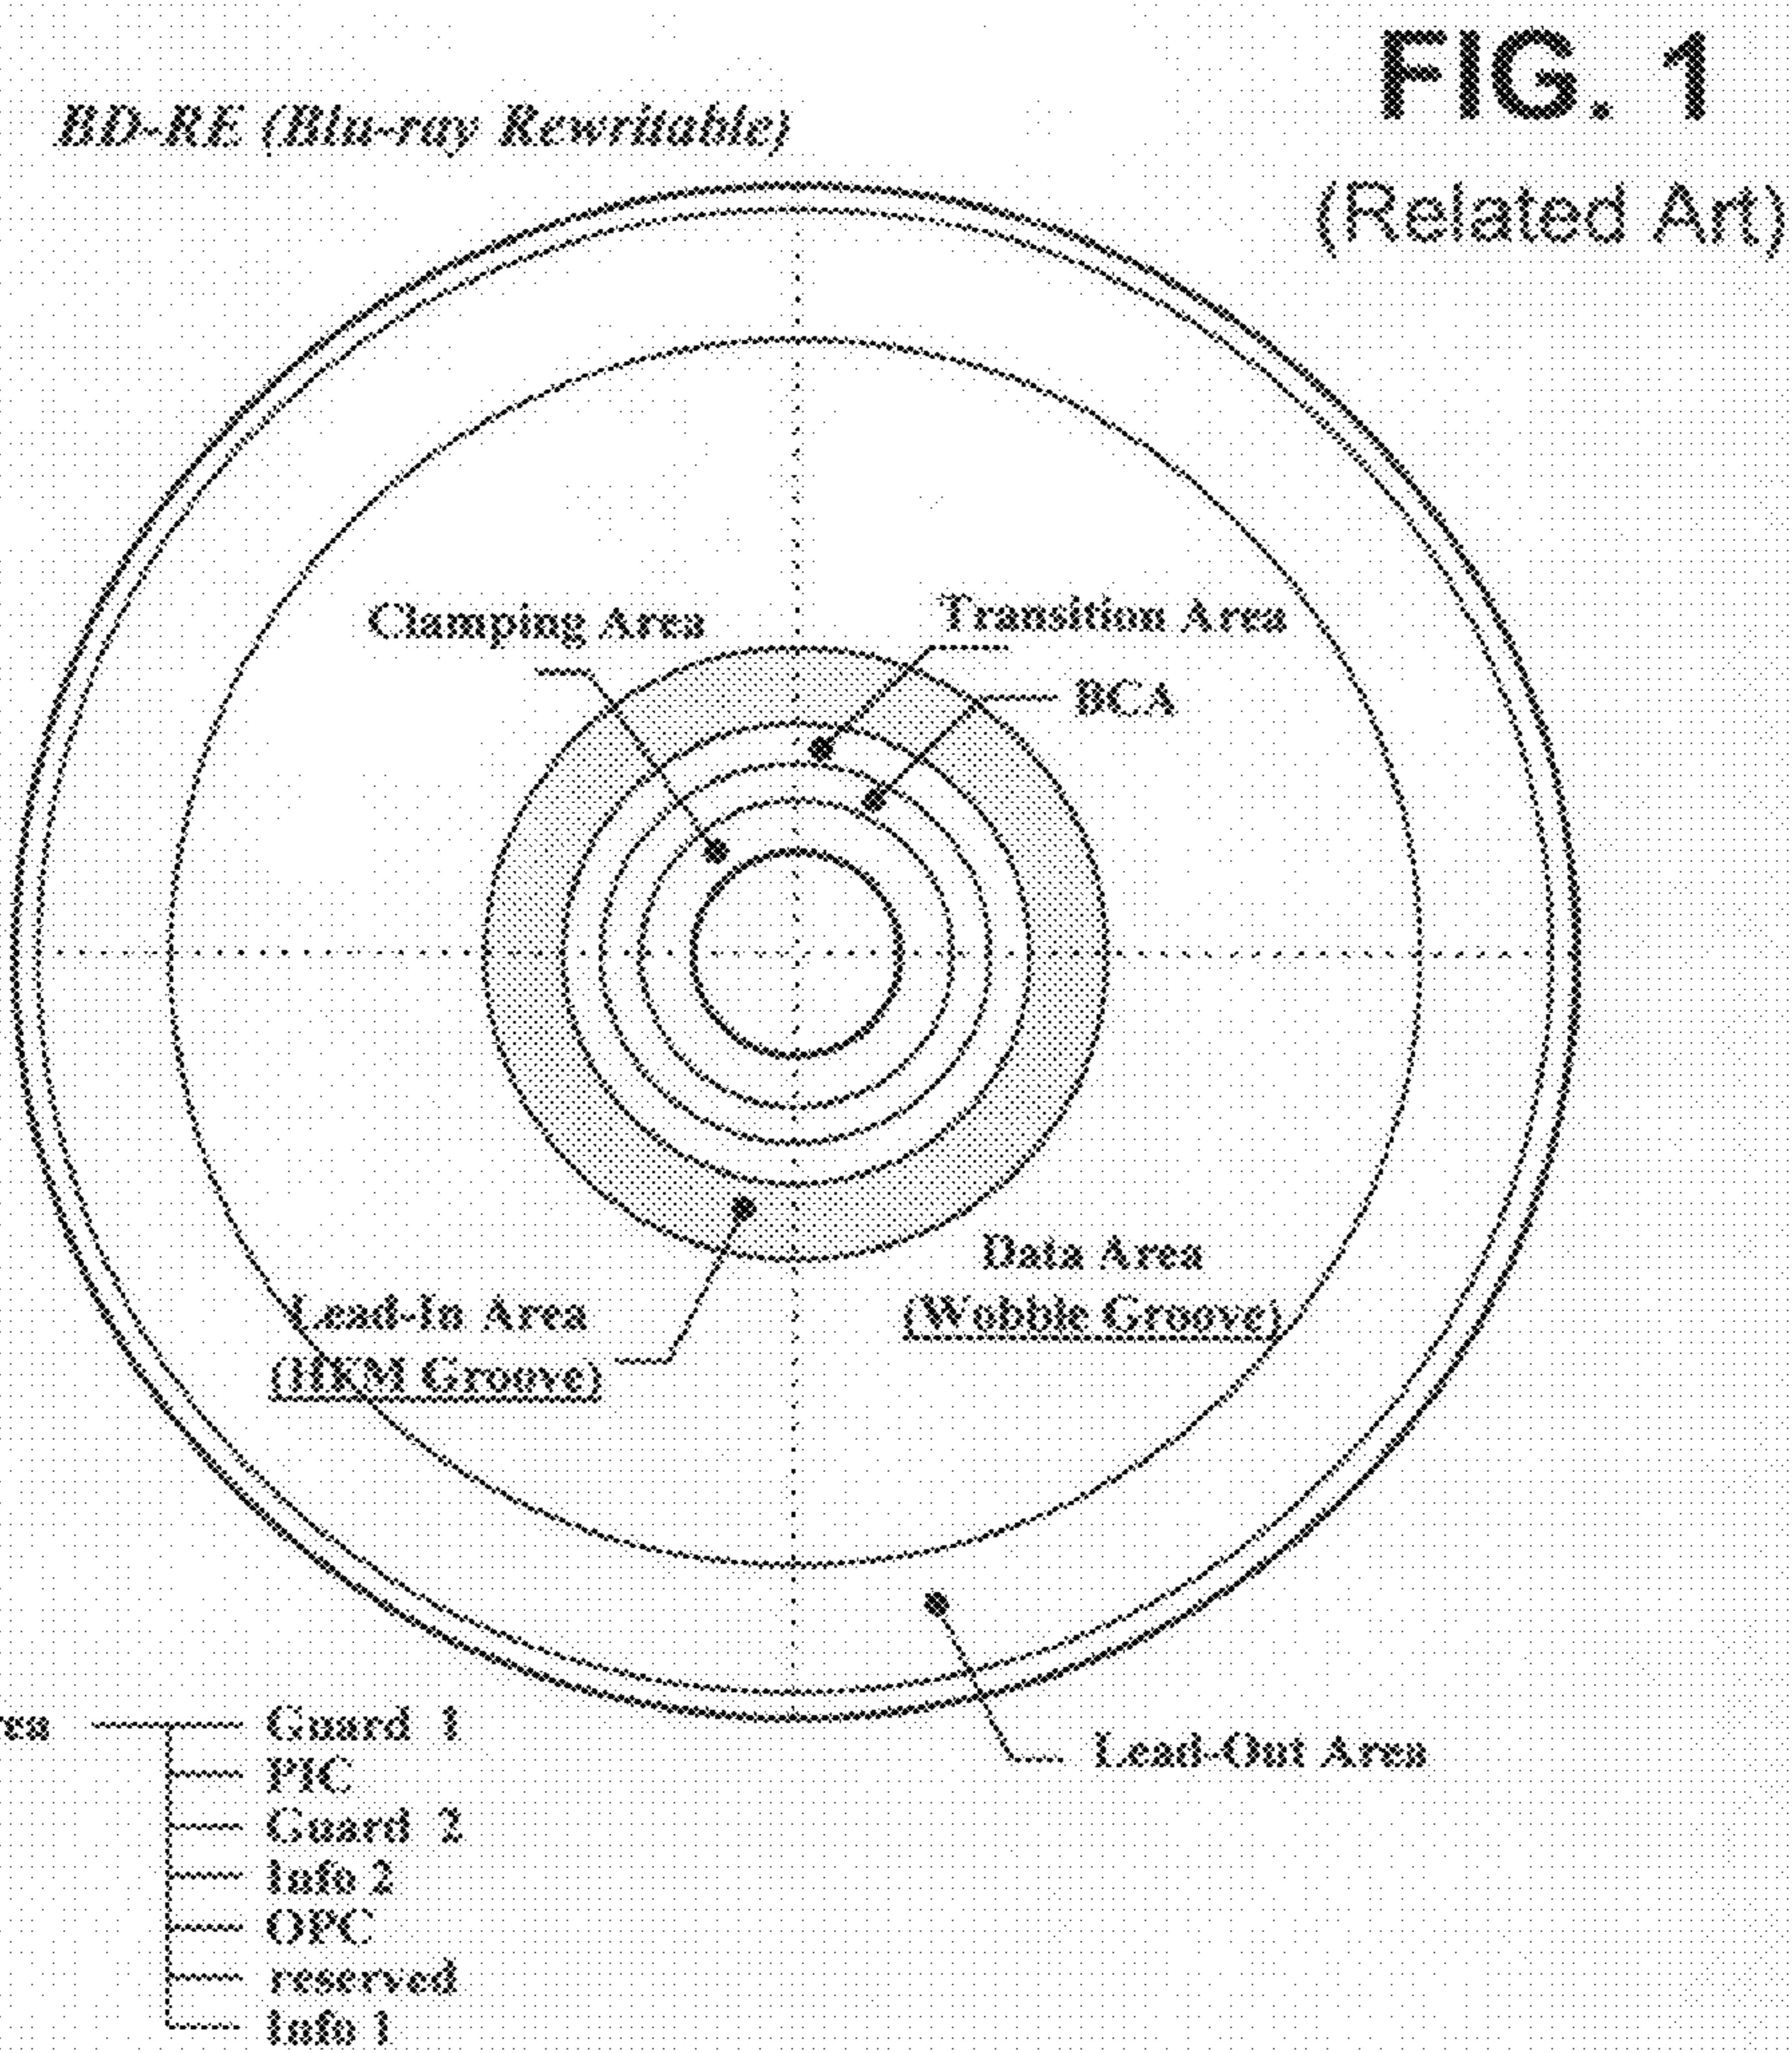 FIG. 1
(Related Art)
BD-RE (Blu-ray Rewritable)
Clamping Area
Transition Area
BCA
Data Area
(Wobble Groove)
Lead-In Area
(HFM Groove)
Lead-Out Area
Guard 1
PIC
Guard 2
Info 2
OPC
reserved
Info 1